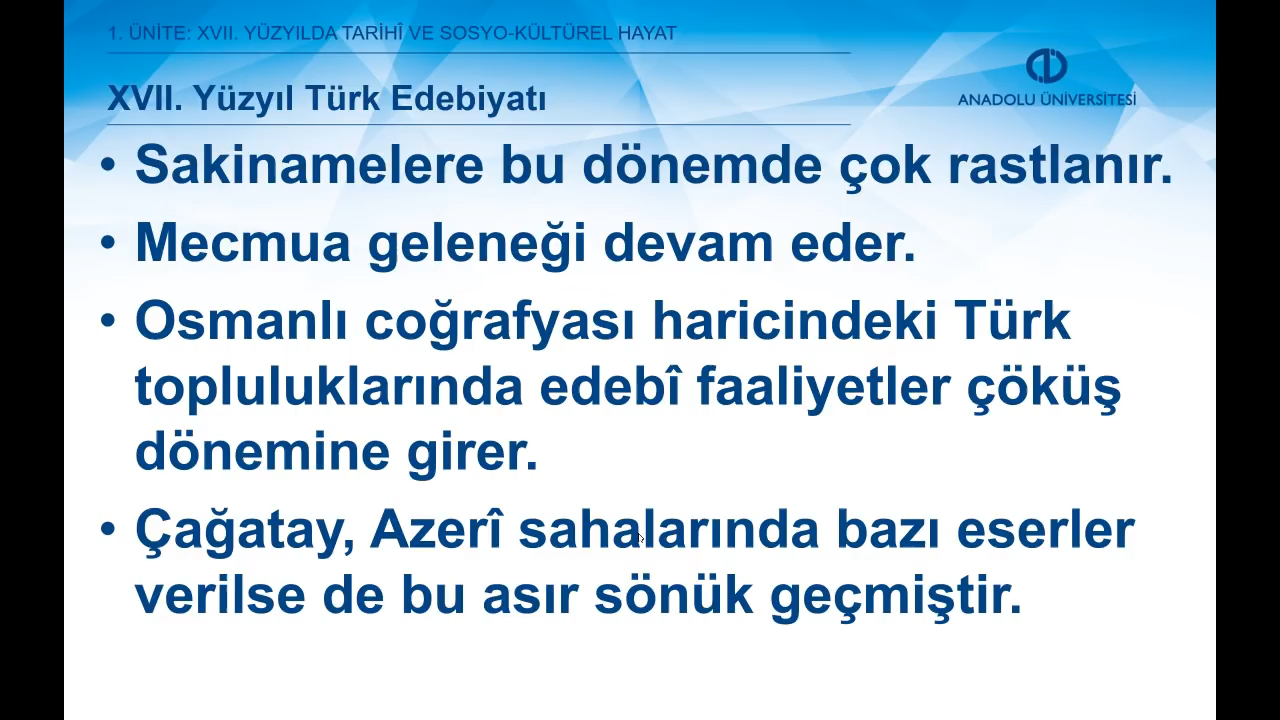 1. ÜNİTE: XVII. YÜZYILDA TARİHÎ VE SOSYO-KÜLTÜREL HAYAT
XVII. Yüzyıl Türk Edebiyatı
ANADOLU ÜNİVERSİTESİ
• Sakinamelere bu dönemde çok rastlanır.
• Mecmua geleneği devam eder.
• Osmanlı coğrafyası haricindeki Türk
topluluklarında edebî faaliyetler çöküş
dönemine girer.
• Çağatay, Azerî sahalarında bazı eserler
verilse de bu asır sönük geçmiştir.